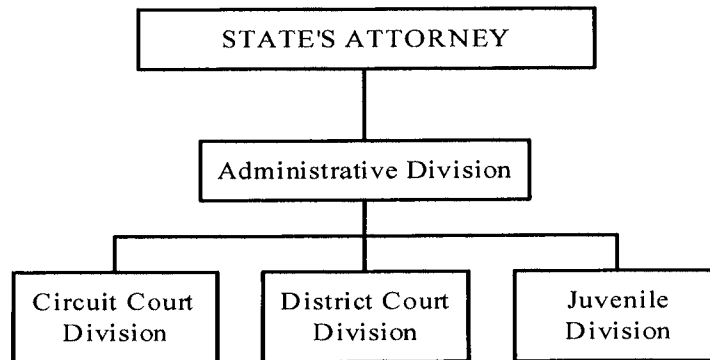 STATE'S ATTORNEY
Administrative Division
Circuit Court
Division
District Court
Division
Juvenile
Division